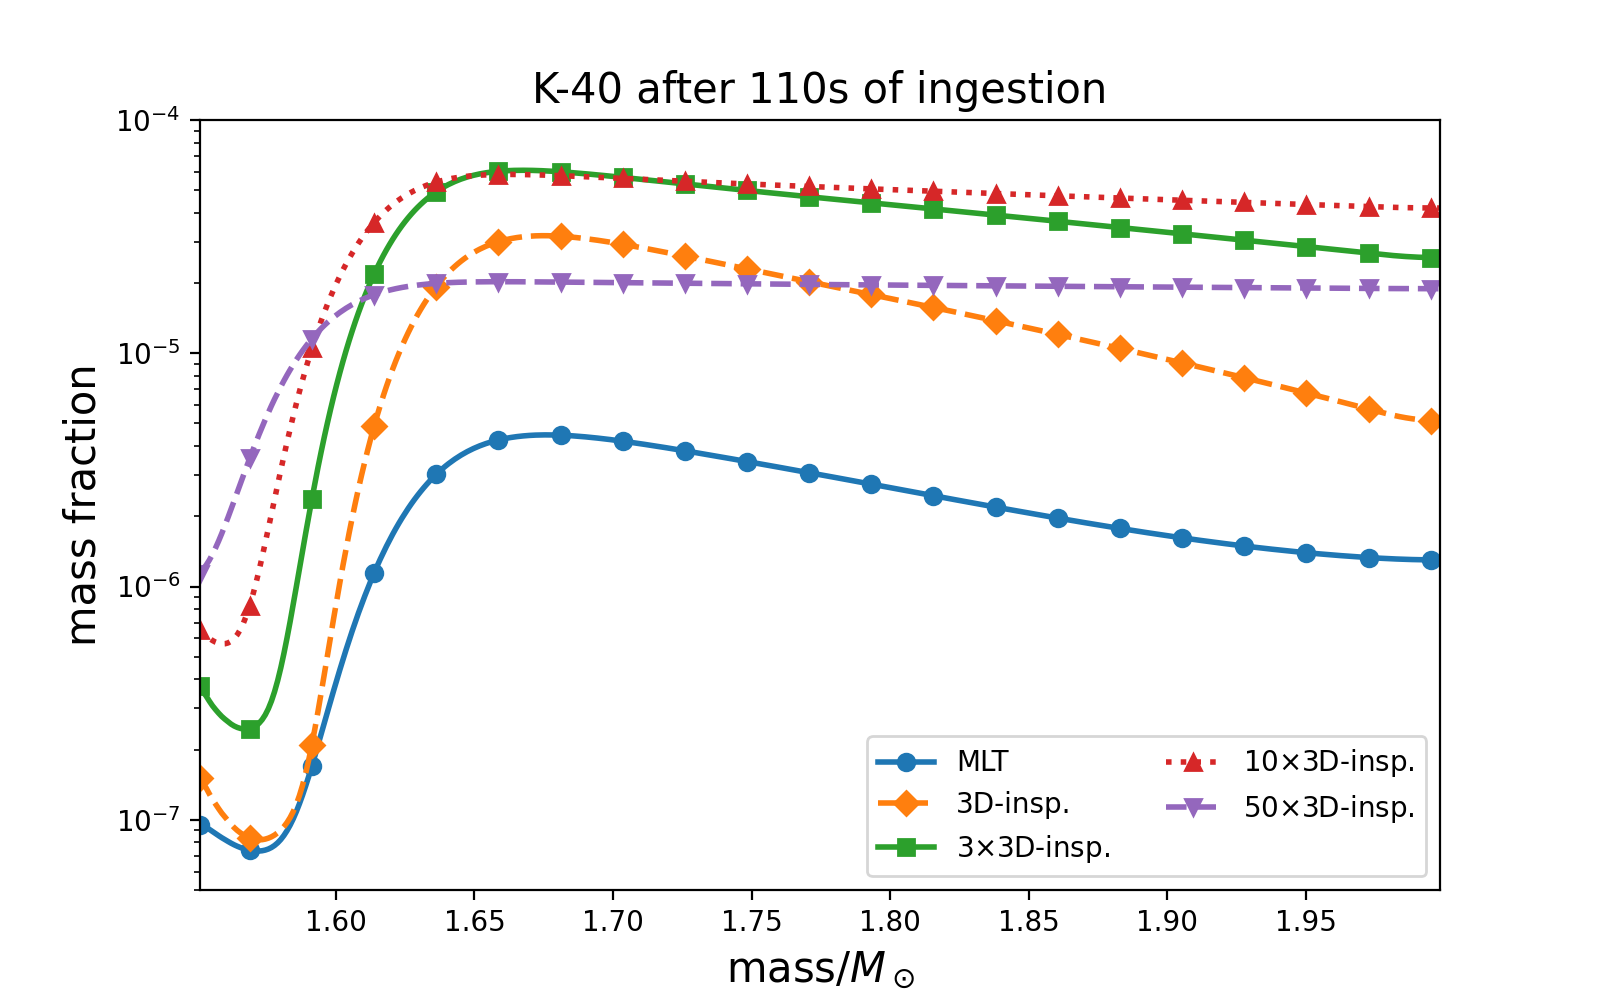 K-40 after 110s of ingestion
10⁻⁴
10⁻⁵
10⁻⁶
10⁻⁷
mass fraction
MLT
3D-insp.
3×3D-insp.
10×3D-insp.
50×3D-insp.
1.60 1.65 1.70 1.75 1.80 1.85 1.90 1.95
mass/M⊙